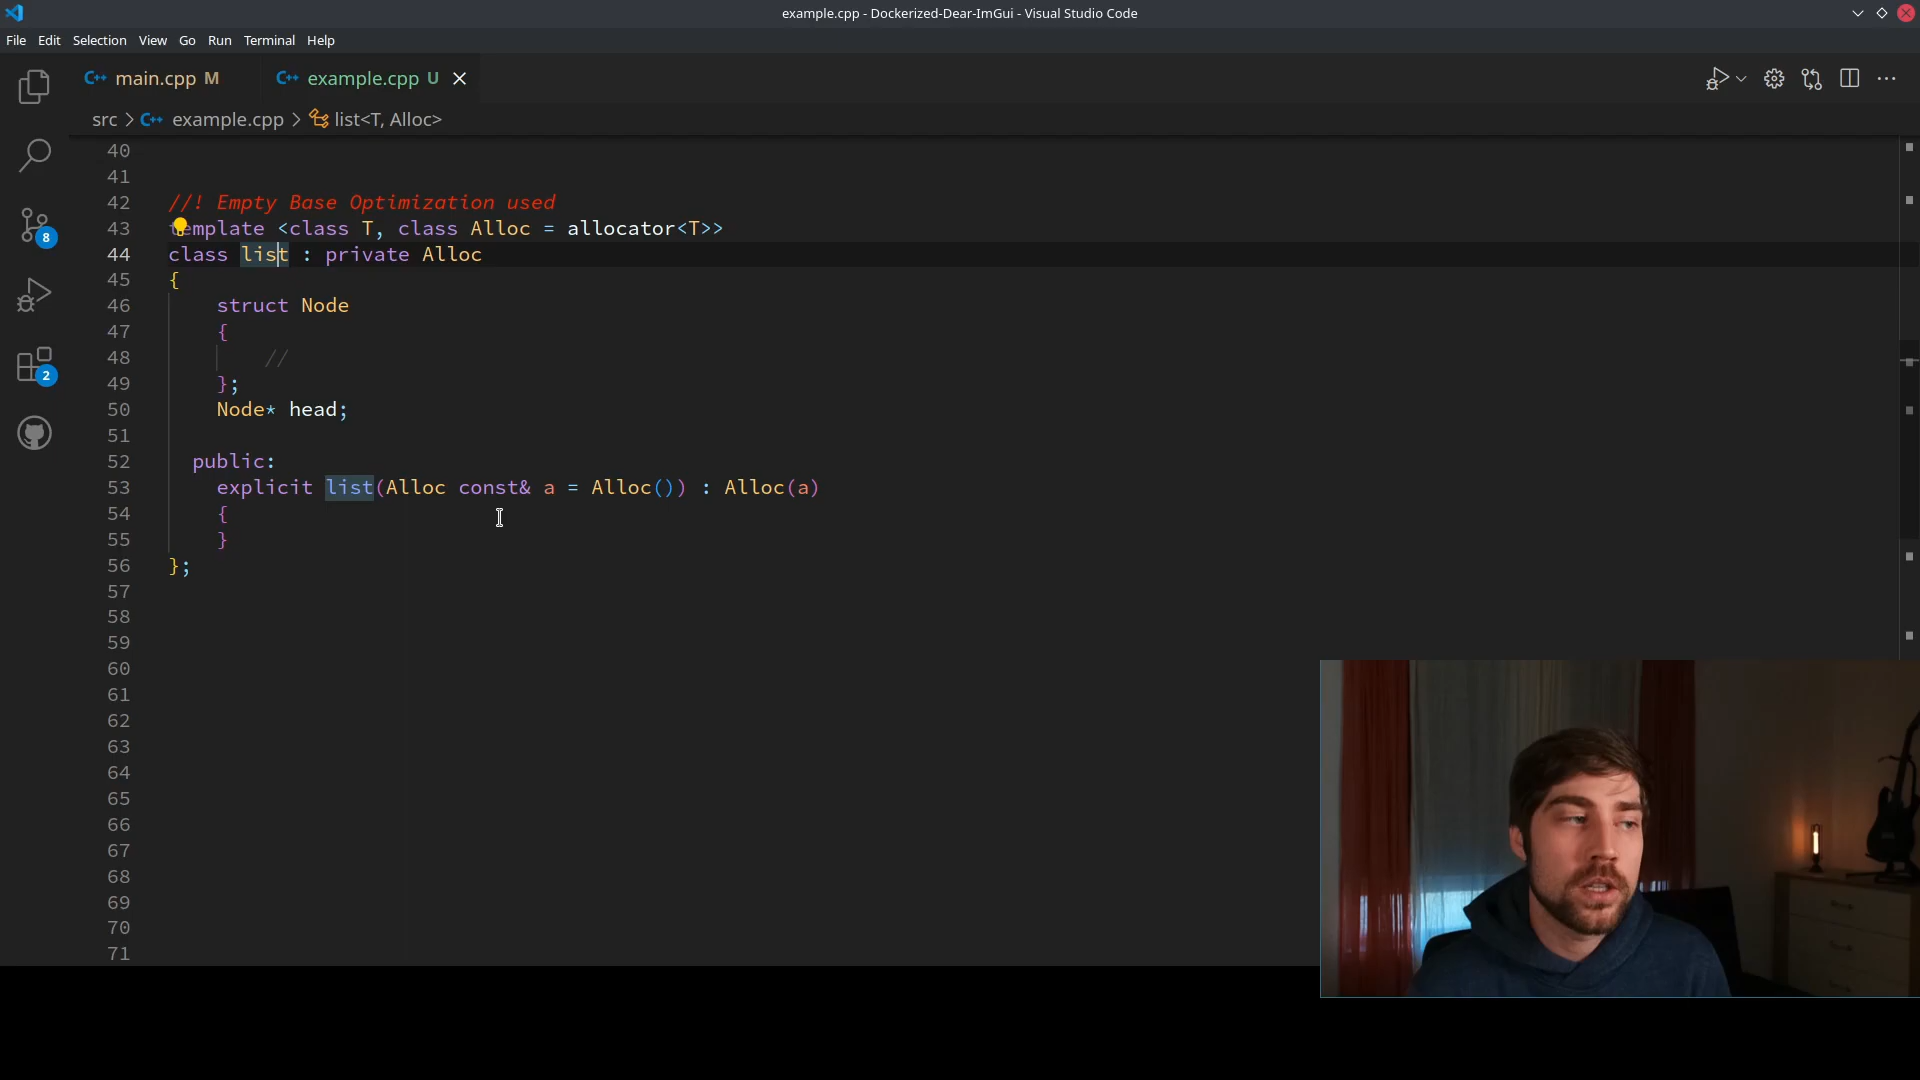 example.cpp - Dockerized-Dear-ImGui - Visual Studio Code
File Edit Selection View Go Run Terminal Help
C++ main.cpp M C++ example.cpp U
src > C++ example.cpp > list<T, Alloc>
40
41
42 //! Empty Base Optimization used
43 template <class T, class Alloc = allocator<T>>
44 class list : private Alloc
45 {
46 struct Node
47 {
48 //
49 };
50 Node* head;
51
52 public:
53 explicit list(Alloc const& a = Alloc()) : Alloc(a)
54 {
55 }
56 };
57
58
59
60
61
62
63
64
65
66
67
68
69
70
71
8
2